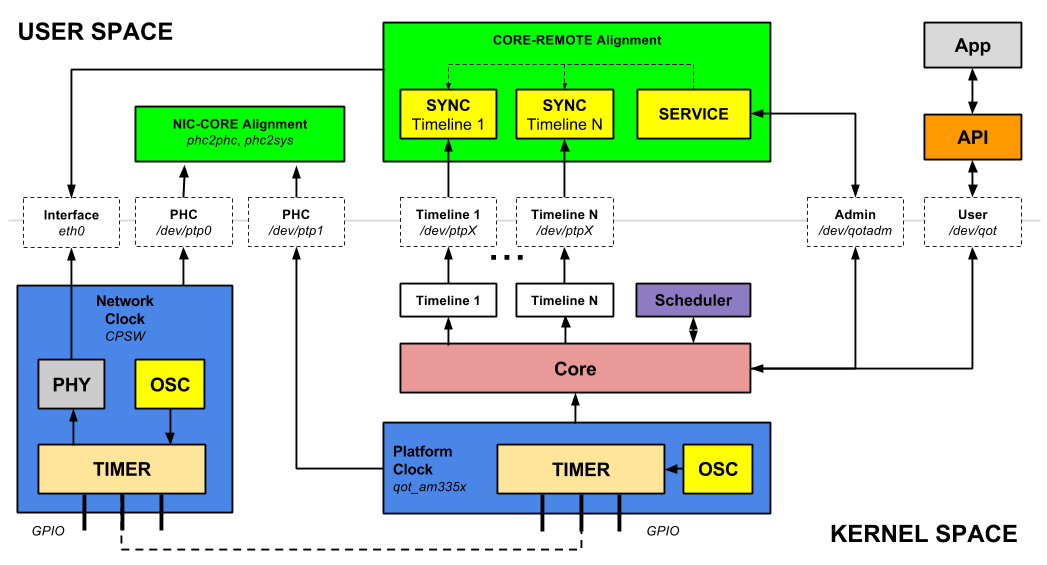 USER SPACE
CORE-REMOTE Alignment
App
SYNC
Timeline 1
SYNC
Timeline N
SERVICE
NIC-CORE Alignment
phc2phc, phc2sys
API
Interface
eth0
PHC
/dev/ptp0
PHC
/dev/ptp1
Timeline 1
/dev/ptpX
Timeline N
/dev/ptpX
Admin
/dev/qotadm
User
/dev/qot
...
Network
Clock
CPSW
Timeline 1
Timeline N
Scheduler
PHY
OSC
Core
TIMER
Platform
Clock
qot_am335x
TIMER
OSC
GPIO
GPIO
KERNEL SPACE